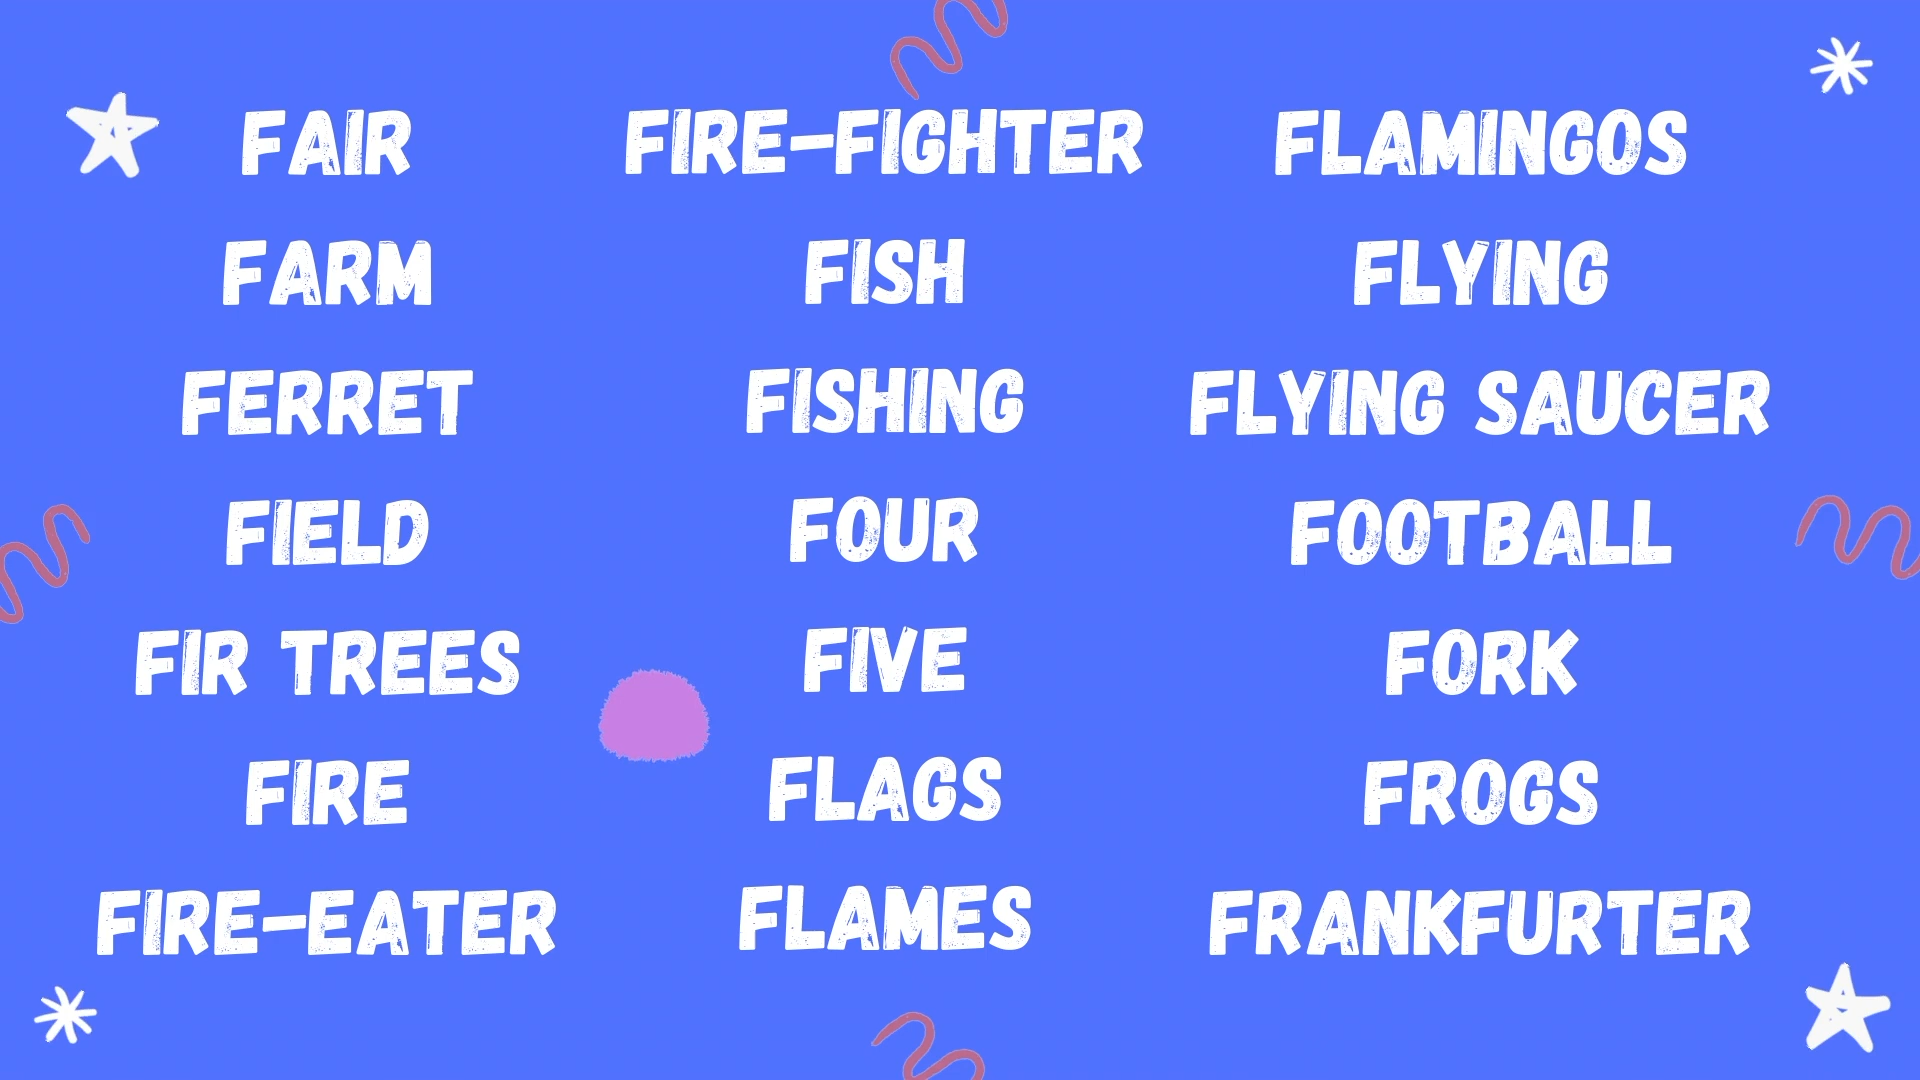 FAIR
FARM
FERRET
FIELD
FIR TREES
FIRE
FIRE-EATER
FIRE-FIGHTER
FISH
FISHING
FOUR
FIVE
FLAGS
FLAMES
FLAMINGOS
FLYING
FLYING SAUCER
FOOTBALL
FORK
FROGS
FRANKFURTER